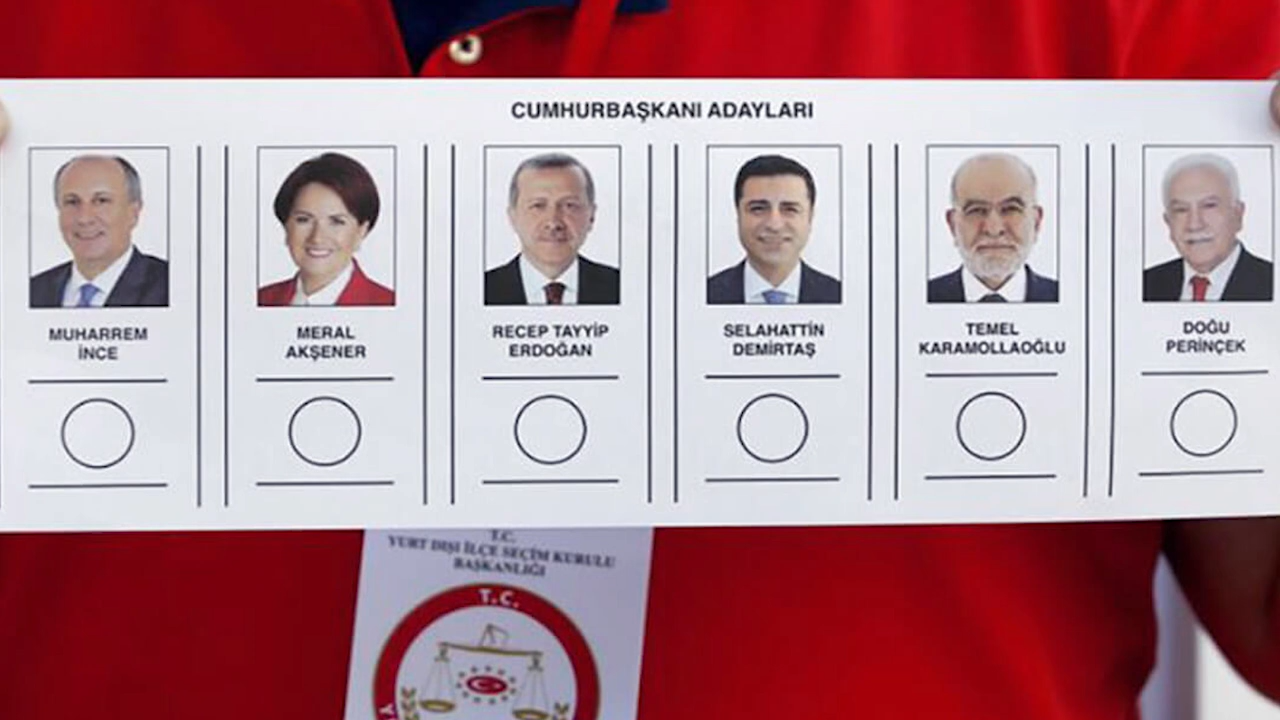 CUMHURBAŞKANI ADAYLARI
MUHARREM
İNCE
MERAL
AKŞENER
RECEP TAYYİP
ERDOĞAN
SELAHATTİN
DEMİRTAŞ
TEMEL
KARAMOLLAOĞLU
DOĞU
PERİNÇEK
T.C.
YURT DIŞI İLÇE SEÇİM KURULU
BAŞKANLIĞI
T.C.